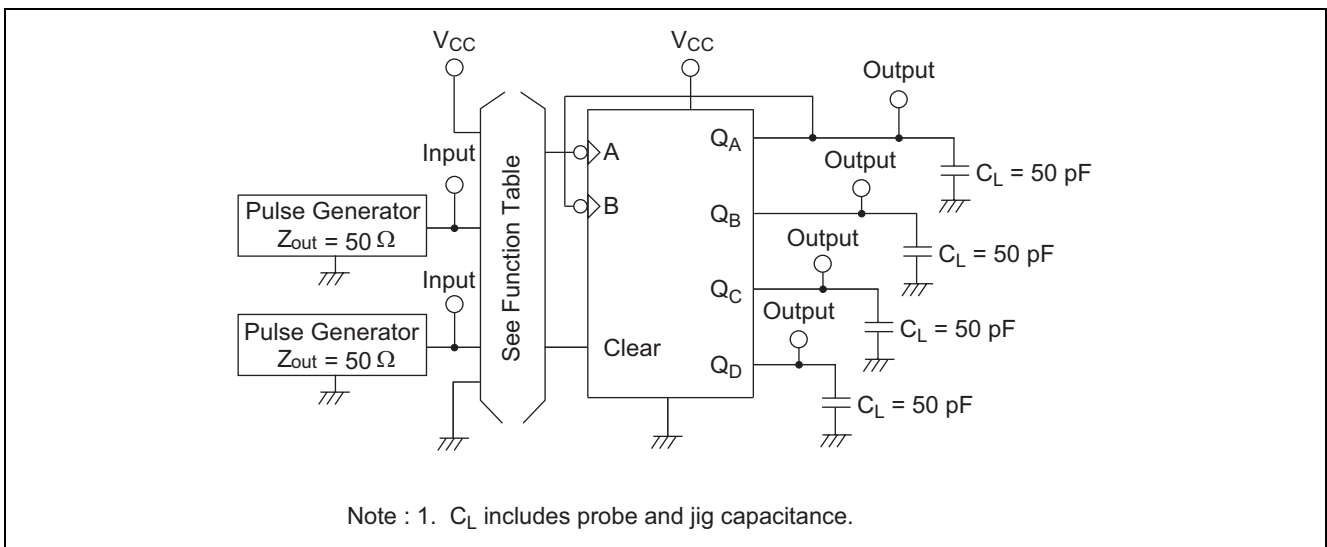 VCC
VCC
Output
Input
A
QA
Output
CL = 50 pF
Pulse Generator
Zout = 50 Ω
See Function Table
B
QB
Output
CL = 50 pF
Input
QC
Output
CL = 50 pF
Pulse Generator
Zout = 50 Ω
Clear
QD
CL = 50 pF
Note : 1. CL includes probe and jig capacitance.